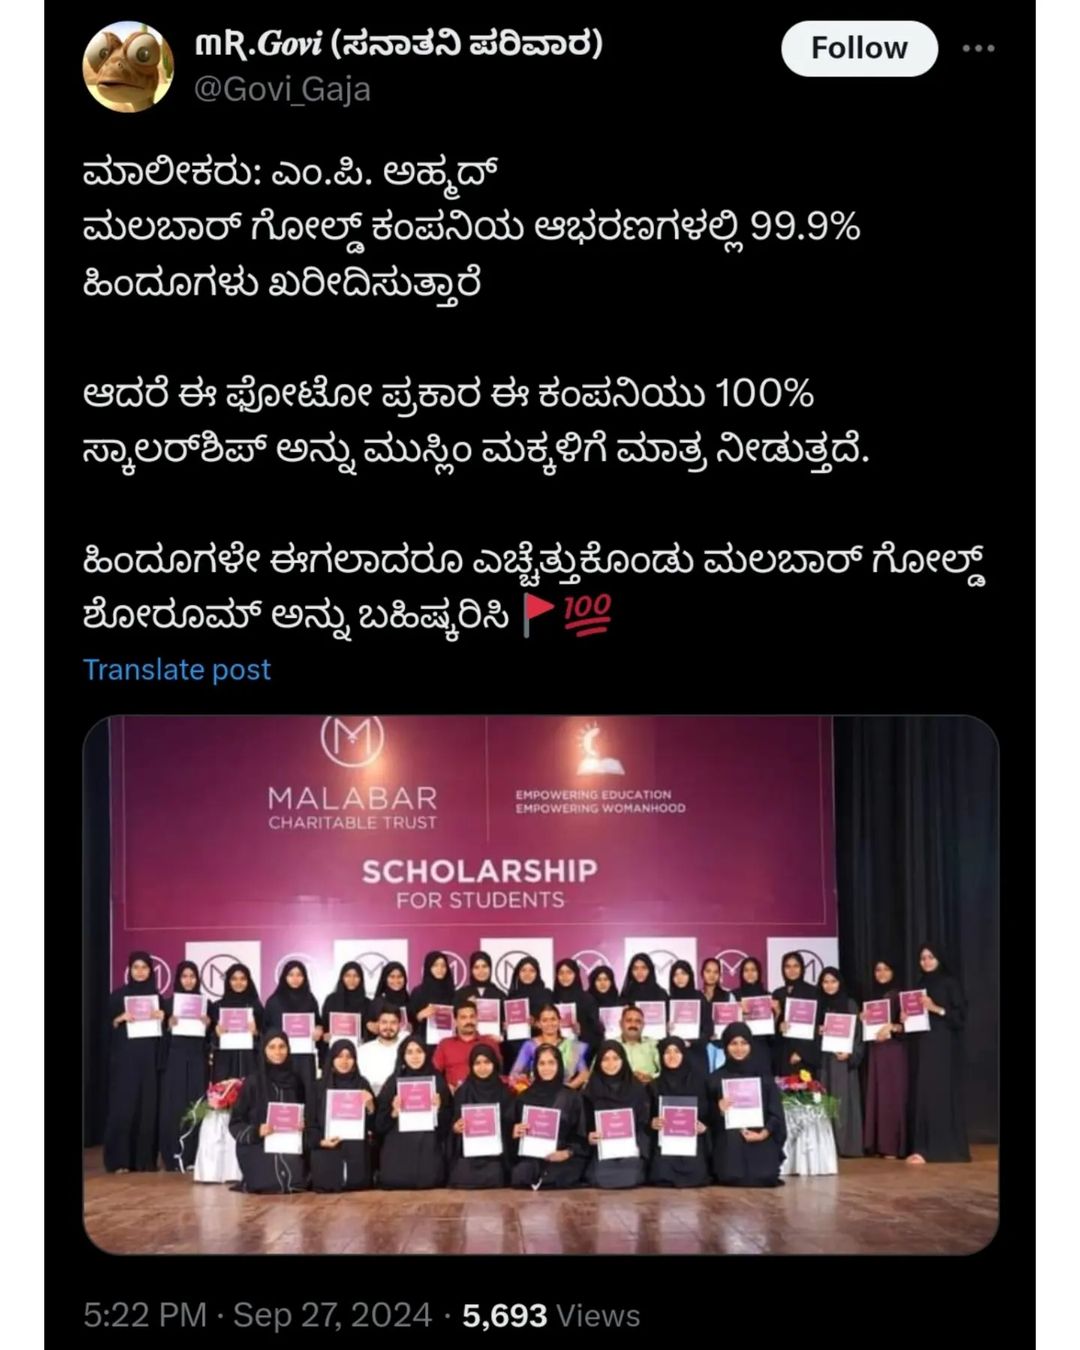 mR.Govi (ಸನಾತನಿ ಪರಿವಾರ)
@Govi_Gaja
Follow
ಮಾಲೀಕರು: ಎಂ.ಪಿ. ಅಹ್ಮದ್
ಮಲಬಾರ್ ಗೋಲ್ಡ್ ಕಂಪನಿಯ ಆಭರಣಗಳಲ್ಲಿ 99.9%
ಹಿಂದೂಗಳು ಖರೀದಿಸುತ್ತಾರೆ
ಆದರೆ ಈ ಫೋಟೋ ಪ್ರಕಾರ ಈ ಕಂಪನಿಯು 100%
ಸ್ಕಾಲರ್‌ಶಿಪ್ ಅನ್ನು ಮುಸ್ಲಿಂ ಮಕ್ಕಳಿಗೆ ಮಾತ್ರ ನೀಡುತ್ತದೆ.
ಹಿಂದೂಗಳೇ ಈಗಲಾದರೂ ಎಚ್ಚೆತ್ತುಕೊಂಡು ಮಲಬಾರ್ ಗೋಲ್ಡ್
ಶೋರೂಮ್ ಅನ್ನು ಬಹಿಷ್ಕರಿಸಿ 🚩💯
Translate post
MALABAR
CHARITABLE TRUST
EMPOWERING EDUCATION
EMPOWERING WOMANHOOD
SCHOLARSHIP
FOR STUDENTS
5:22 PM · Sep 27, 2024 · 5,693 Views